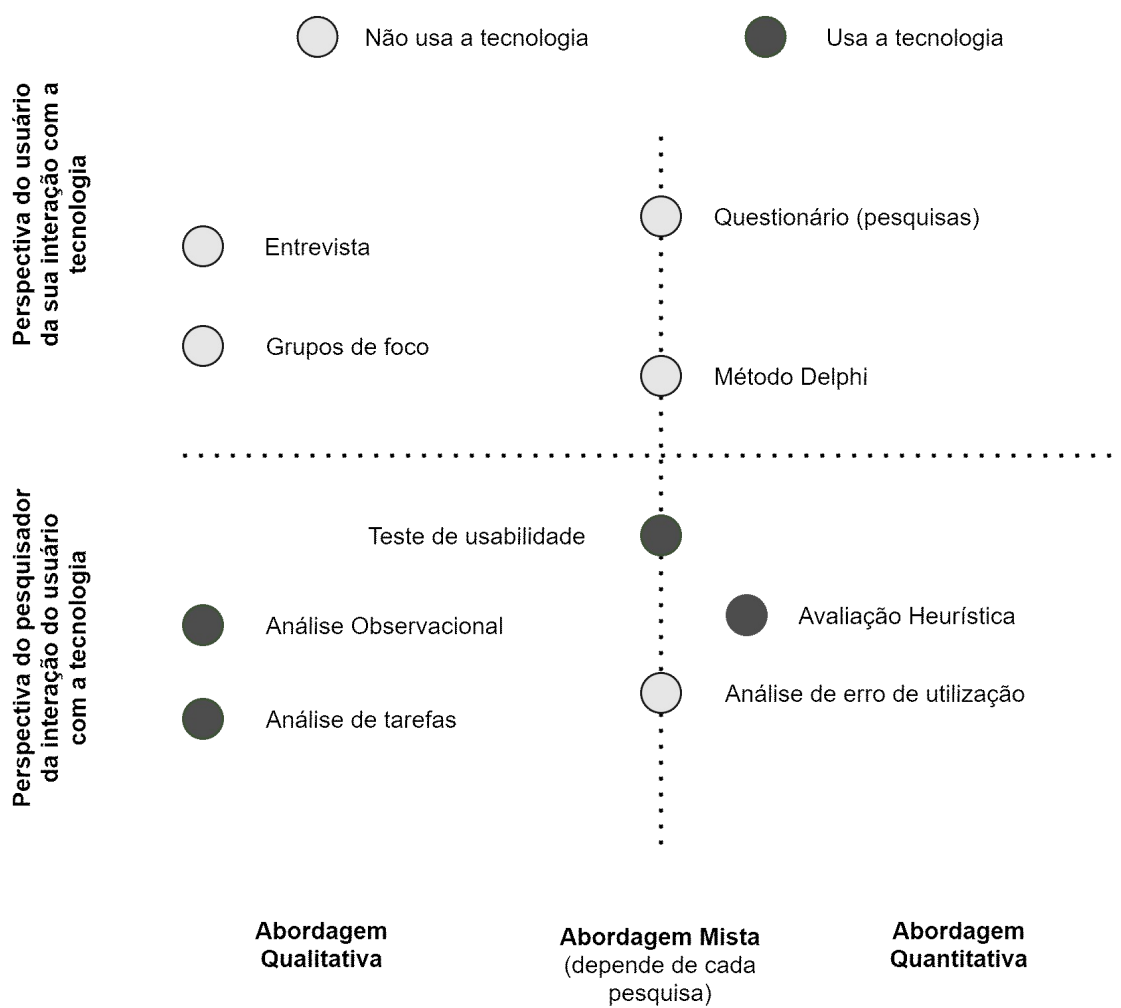 Não usa a tecnologia
Usa a tecnologia
Perspectiva do usuário
da sua interação com a
tecnologia
Questionário (pesquisas)
Entrevista
Grupos de foco
Método Delphi
Perspectiva do pesquisador
da interação do usuário
com a tecnologia
Teste de usabilidade
Análise Observacional
Avaliação Heurística
Análise de erro de utilização
Análise de tarefas
Abordagem
Qualitativa
Abordagem Mista
(depende de cada
pesquisa)
Abordagem
Quantitativa